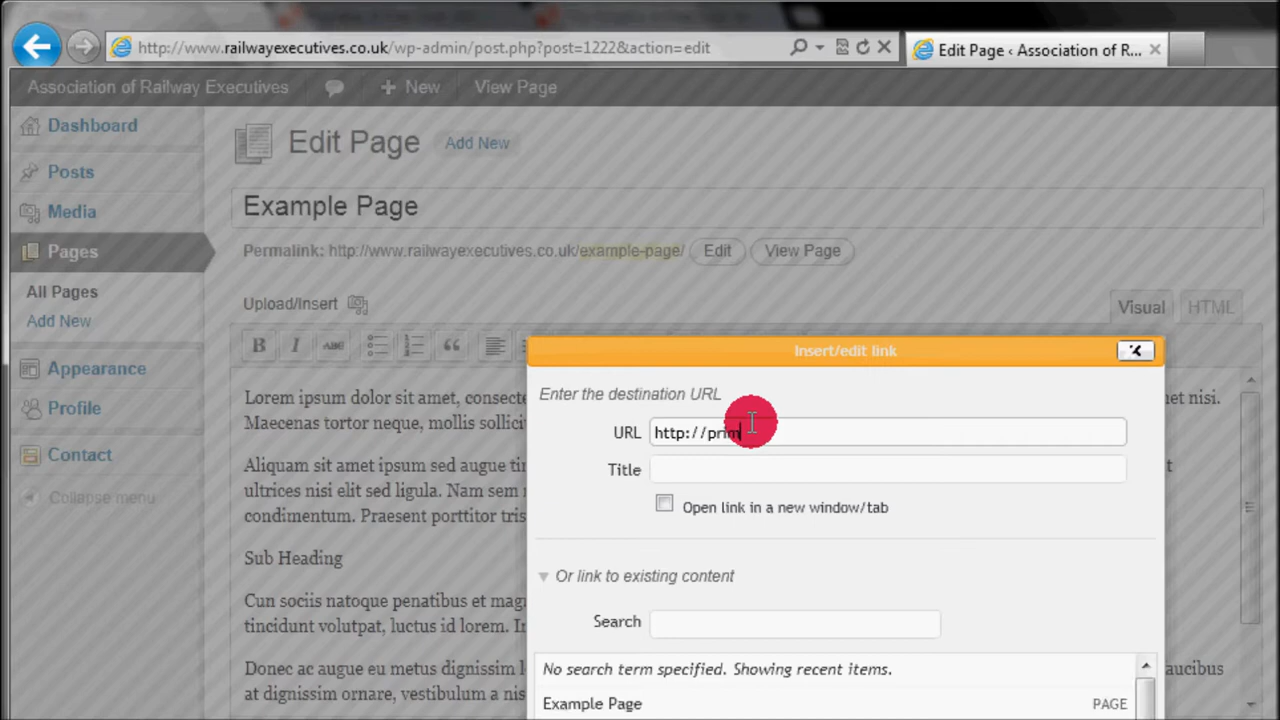 http://www.railwayexecutives.co.uk/wp-admin/post.php?post=1222&action=edit
Edit Page ‹ Association of R...
Association of Railway Executives
New
View Page
Dashboard
Posts
Media
Pages
All Pages
Add New
Appearance
Profile
Contact
Collapse menu
Edit Page
Add New
Example Page
Permalink: http://www.railwayexecutives.co.uk/example-page/
Edit
View Page
Upload/Insert
Visual
HTML
B
I
ABC
Insert/edit link
Lorem ipsum dolor sit amet, consecte
Maecenas tortor neque, mollis sollicit
Aliquam sit amet ipsum sed augue tin
ultrices nisi elit sed ligula. Nam sem n
condimentum. Praesent porttitor tris
Sub Heading
Cum sociis natoque penatibus et magn
tincidunt volutpat, luctus id lorem. In
Donec ac augue eu metus dignissim l
at dignissim ornare, vestibulum a nis
Enter the destination URL
URL
http://prim
Title
Open link in a new window/tab
Or link to existing content
Search
No search term specified. Showing recent items.
Example Page
PAGE